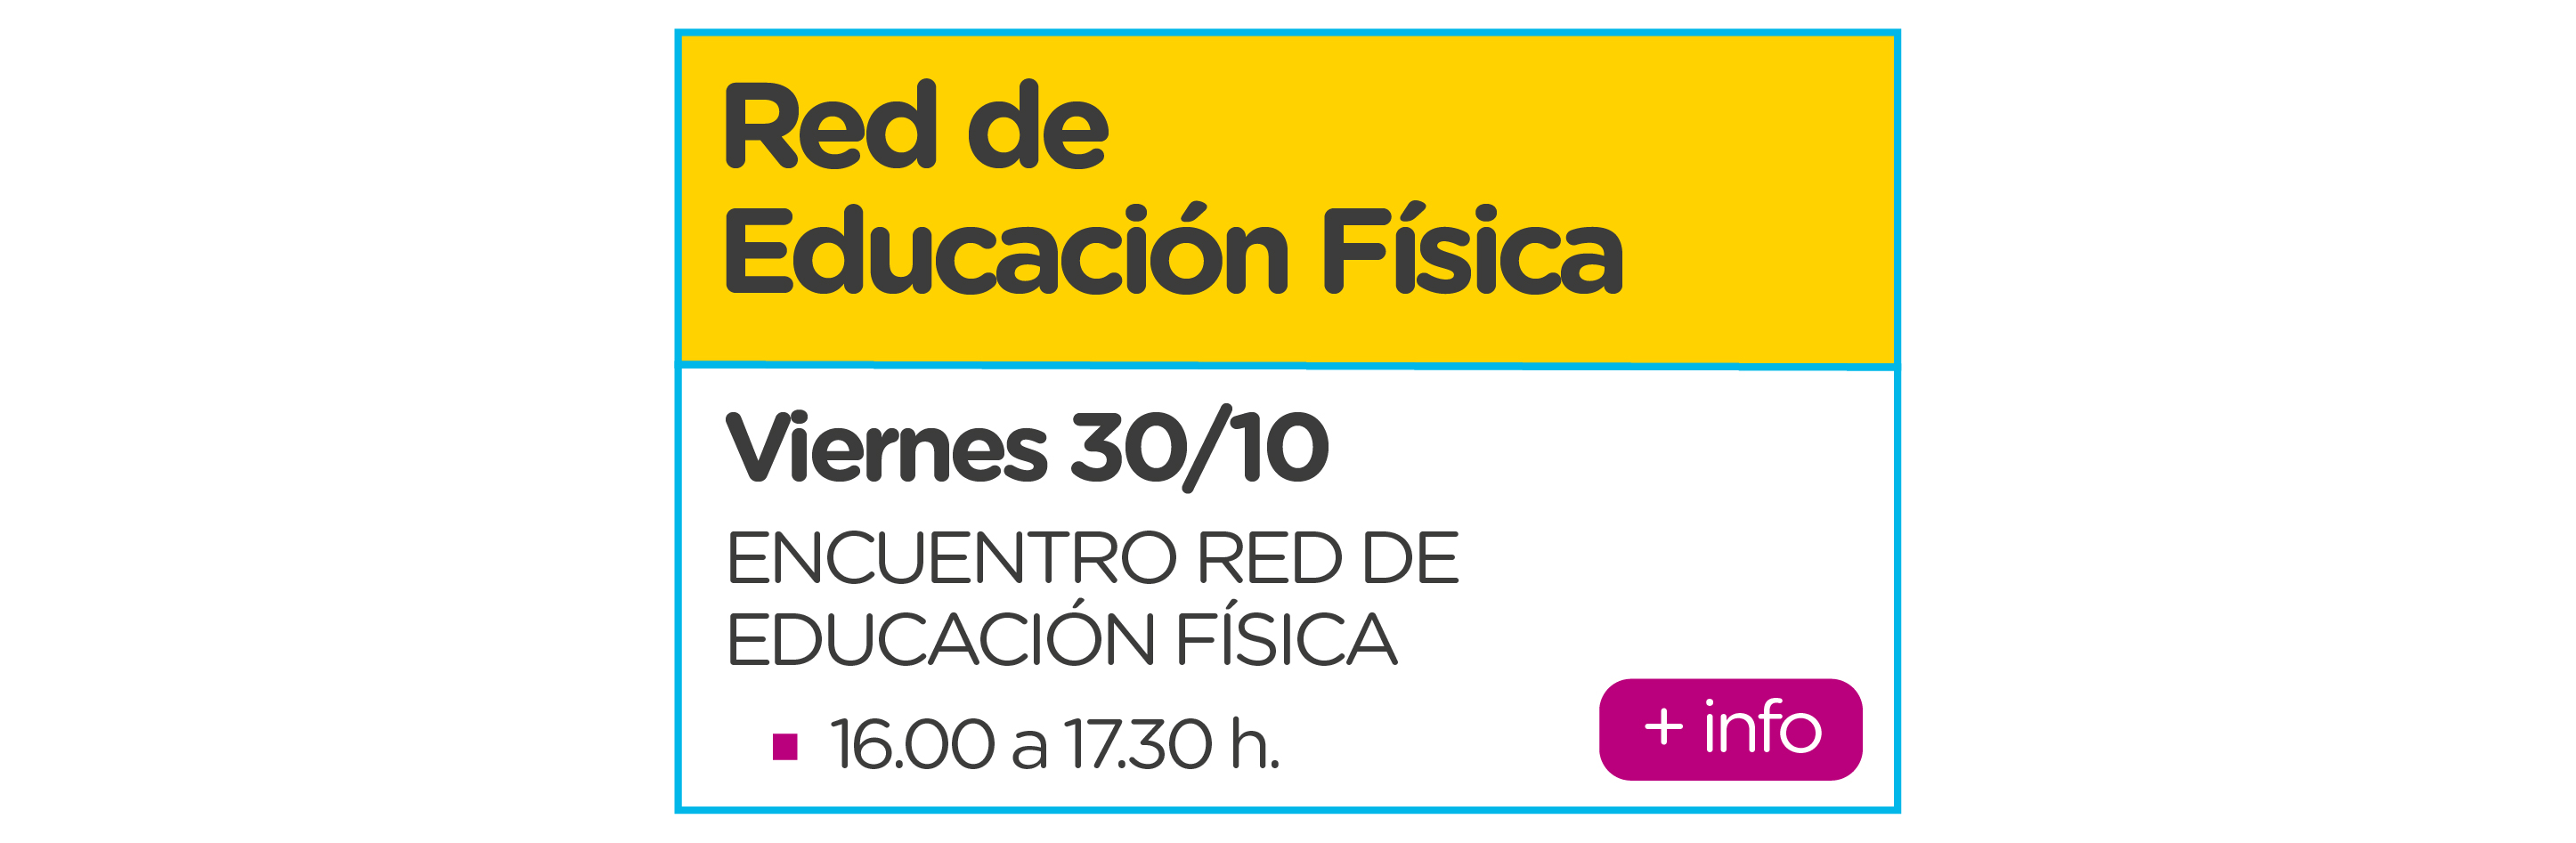 Red de
Educación Física
Viernes 30/10
ENCUENTRO RED DE
EDUCACIÓN FÍSICA
16.00 a 17.30 h.
+ info